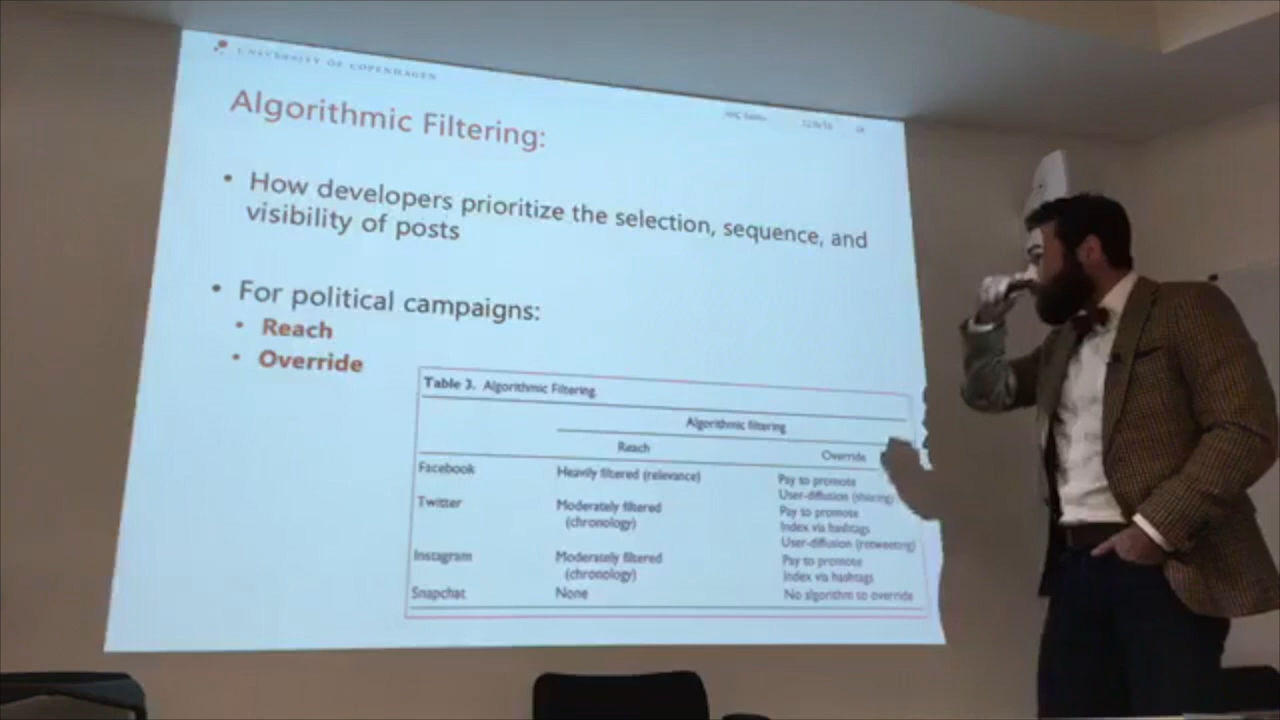 UNIVERSITY OF COPENHAGEN
Algorithmic Filtering:
• How developers prioritize the selection, sequence, and
visibility of posts
• For political campaigns:
• Reach
• Override
Table 3. Algorithmic Filtering.
Algorithmic filtering
Reach Override
Facebook Heavily filtered (relevance) Pay to promote
User-diffusion (sharing)
Twitter Moderately filtered Pay to promote
(chronology) Index via hashtags
User-diffusion (retweeting)
Instagram Moderately filtered Pay to promote
(chronology) Index via hashtags
Snapchat None No algorithm to override